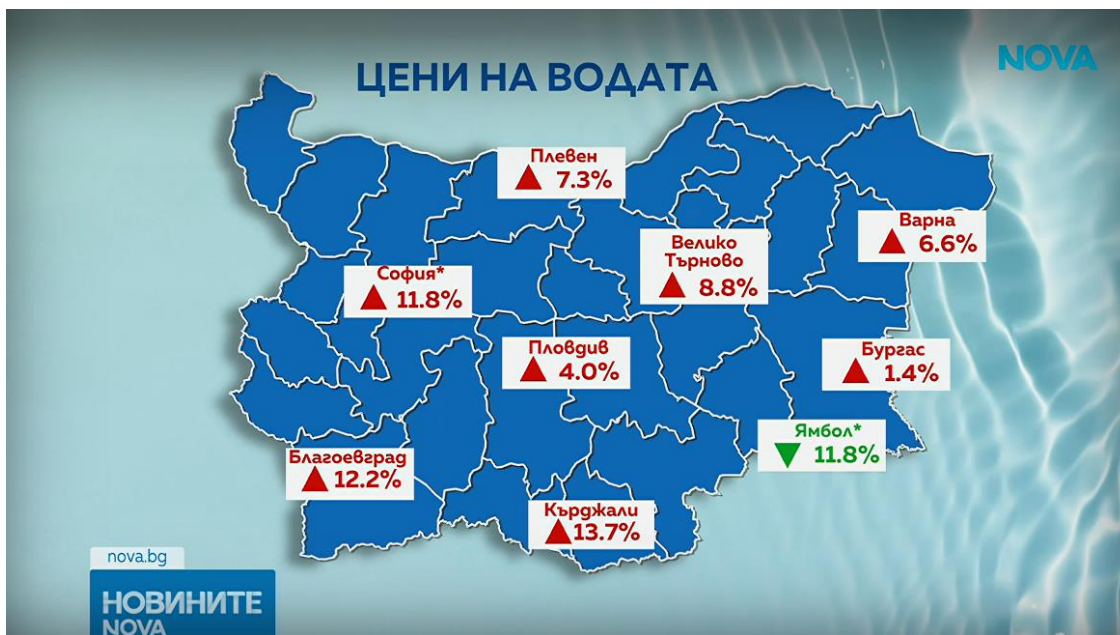 NOVA
ЦЕНИ НА ВОДАТА
Плевен
▲ 7.3%
Варна
▲ 6.6%
Велико
Търново
▲ 8.8%
София*
▲ 11.8%
Пловдив
▲ 4.0%
Бургас
▲ 1.4%
Ямбол*
▼ 11.8%
Благоевград
▲ 12.2%
Кърджали
▲ 13.7%
nova.bg
НОВИНИТЕ
NOVA